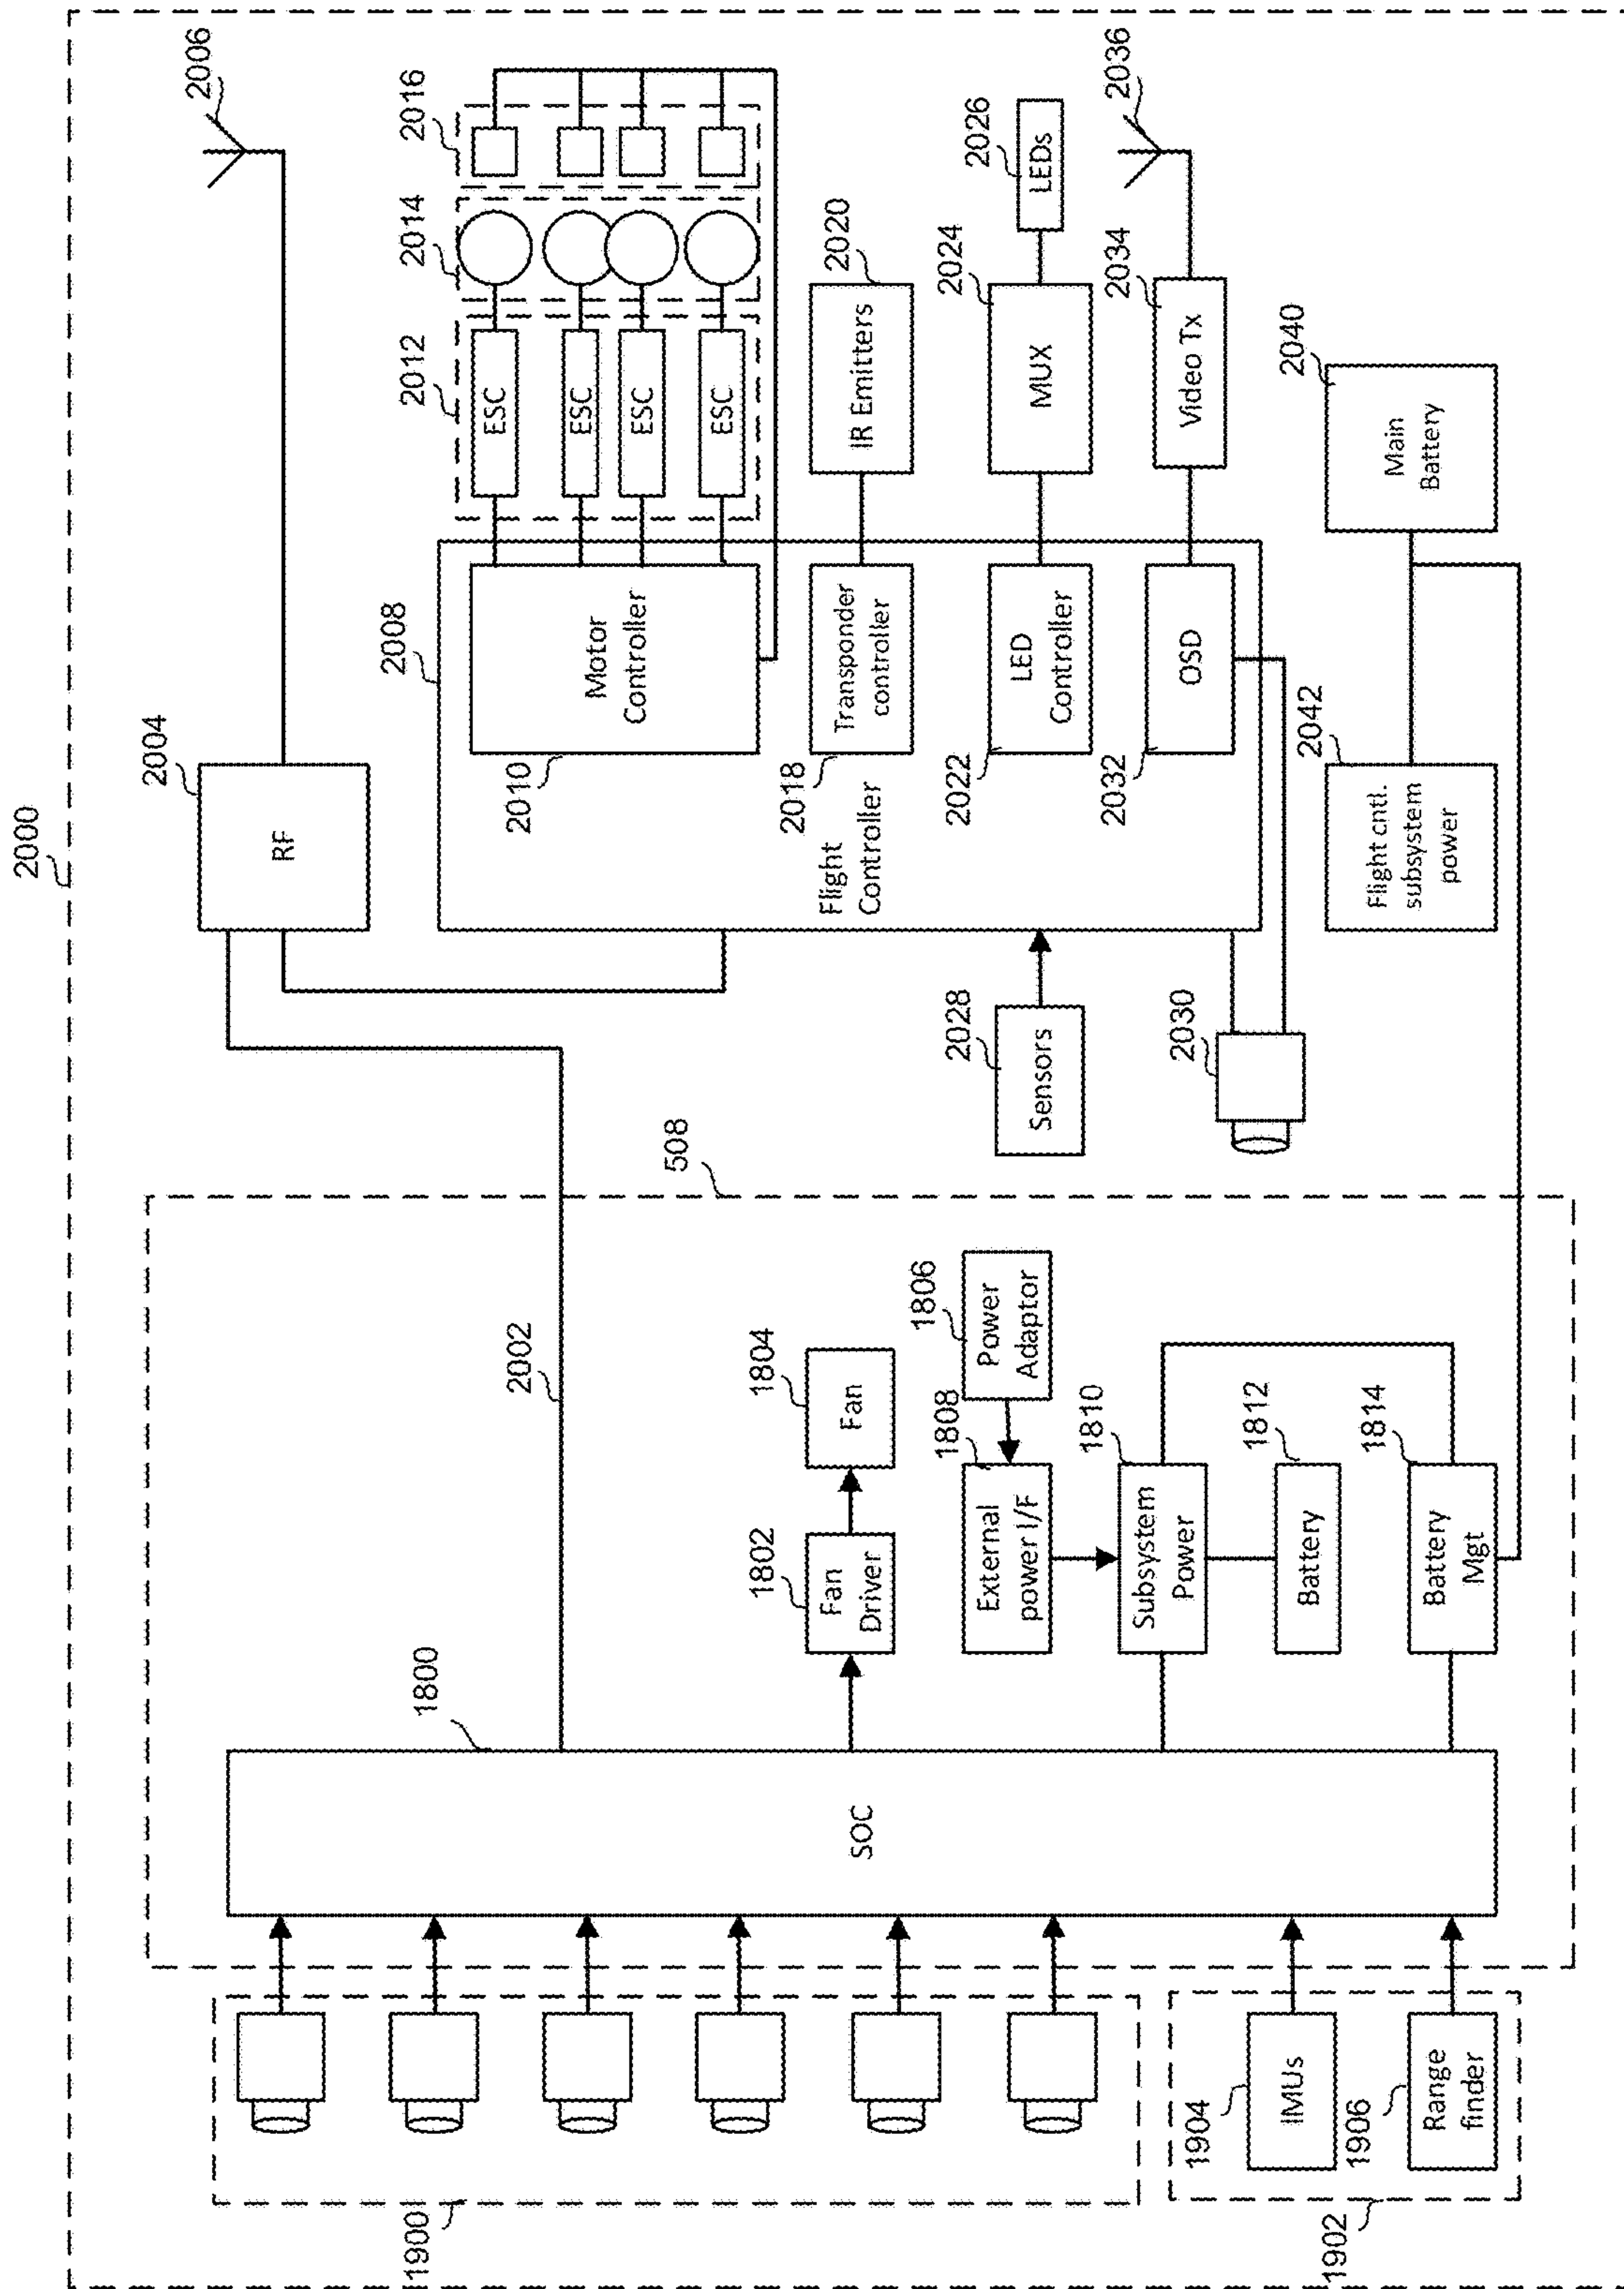 2000
2004
2006
RF
2008
2010
Motor
Controller
2012
ESC
ESC
ESC
ESC
2014
2016
2018
Transponder
controller
2020
IR Emitters
Flight
Controller
2022
LED
Controller
2024
MUX
2026
LEDs
2028
Sensors
2030
2032
OSD
2034
Video Tx
2036
2040
Main
Battery
2042
Flight cntl.
subsystem
power
508
2002
1800
SOC
1802
Fan
Driver
1804
Fan
1806
Power
Adaptor
1808
External
power I/F
1810
Subsystem
Power
1812
Battery
1814
Battery
Mgt
1900
1902
1904
IMUs
1906
Range
finder